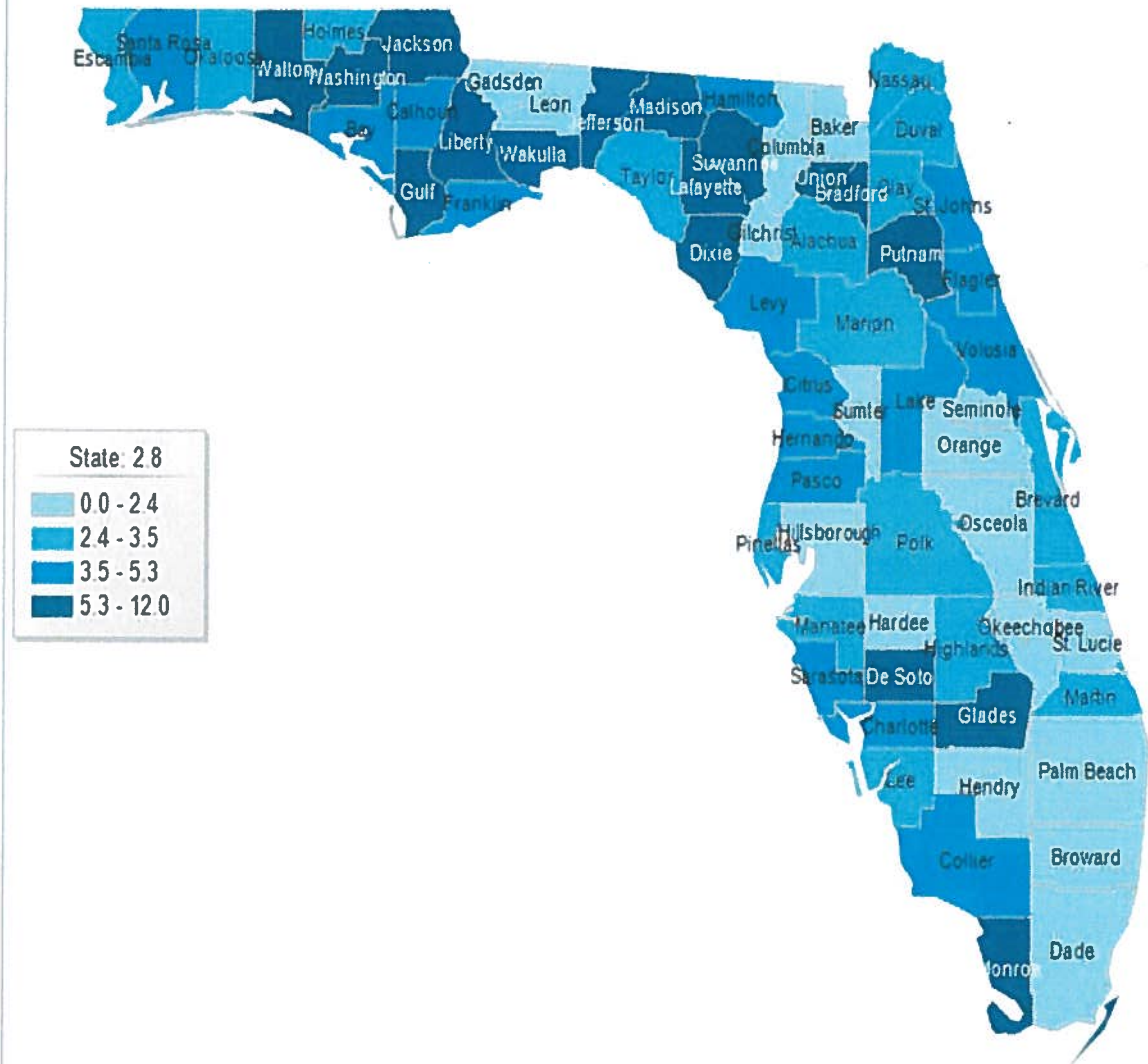 Holmes
Jackson
Santa Rosa
Escambia
Okaloosa
Walton
Washington
Gadsden
Leon
Madison
Hamilton
Nassau
Calhoun
Jefferson
Baker
Duval
Bay
Liberty
Wakulla
Columbia
Suwannee
Taylor
Lafayette
Union
Bradford
Clay
Gulf
Franklin
St. Johns
Gilchrist
Alachua
Dixie
Putnam
Flagler
Levy
Marion
Volusia
Citrus
Sumter
Lake
Seminole
Hernando
Orange
State: 2.8
0.0 - 2.4
2.4 - 3.5
3.5 - 5.3
5.3 - 12.0
Pasco
Brevard
Osceola
Hillsborough
Pinellas
Polk
Indian River
Manatee
Hardee
Okeechobee
Highlands
St. Lucie
Sarasota
De Soto
Martin
Charlotte
Glades
Lee
Hendry
Palm Beach
Collier
Broward
Dade
Monroe